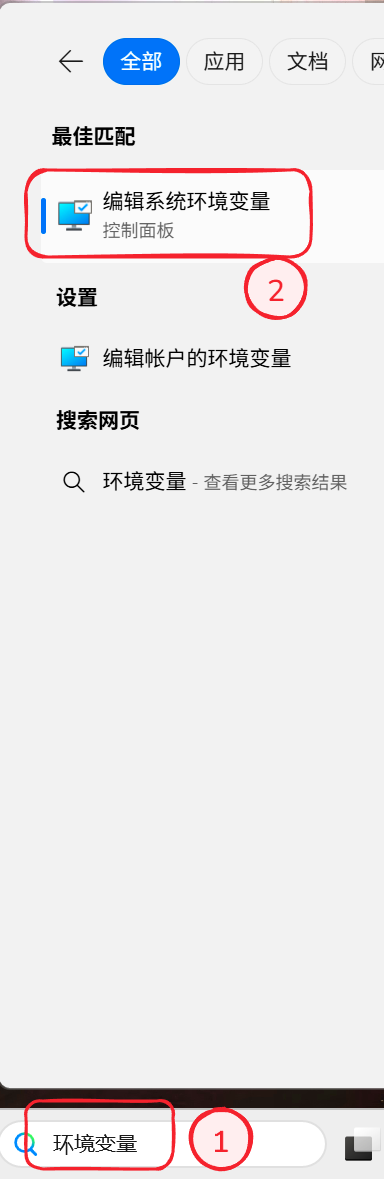 全部 应用 文档
最佳匹配
编辑系统环境变量
控制面板
2
设置
编辑帐户的环境变量
搜索网页
环境变量 - 查看更多搜索结果
环境变量
1